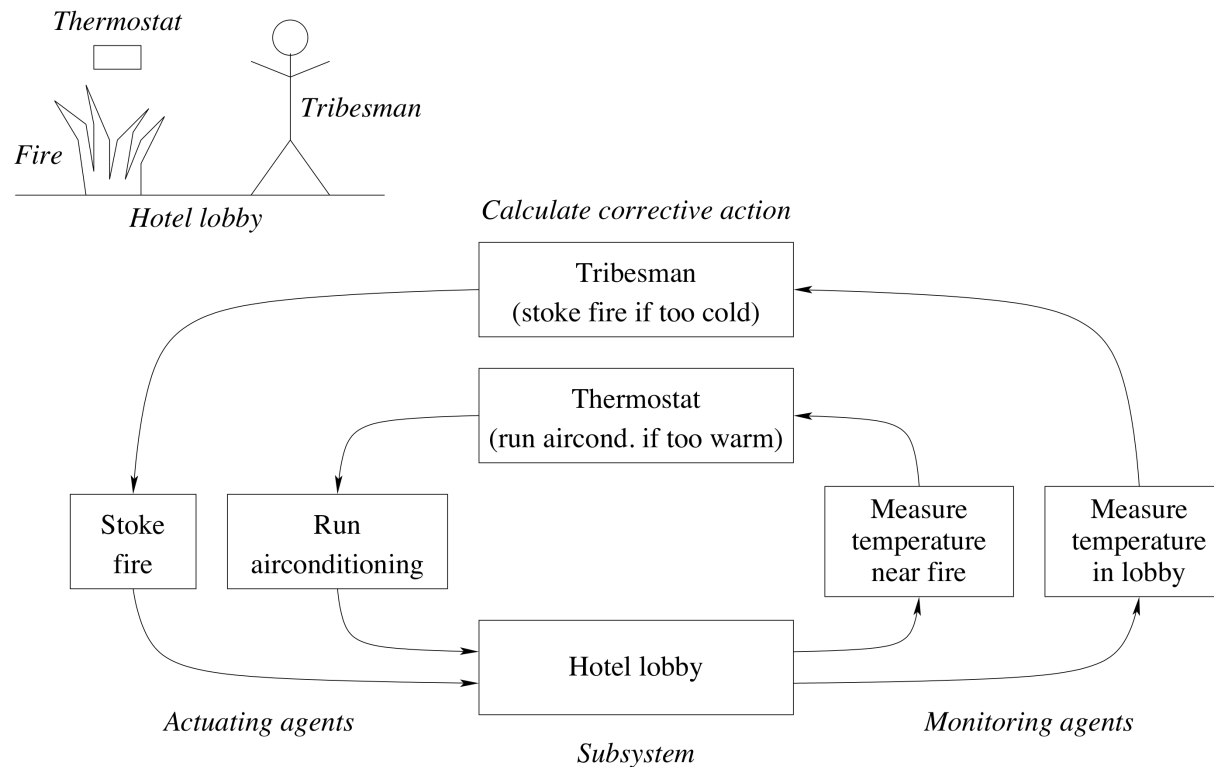 Thermostat
Tribesman
Fire
Hotel lobby
Calculate corrective action
Tribesman
(stoke fire if too cold)
Thermostat
(run aircond. if too warm)
Stoke
fire
Run
airconditioning
Measure
temperature
near fire
Measure
temperature
in lobby
Hotel lobby
Actuating agents
Monitoring agents
Subsystem